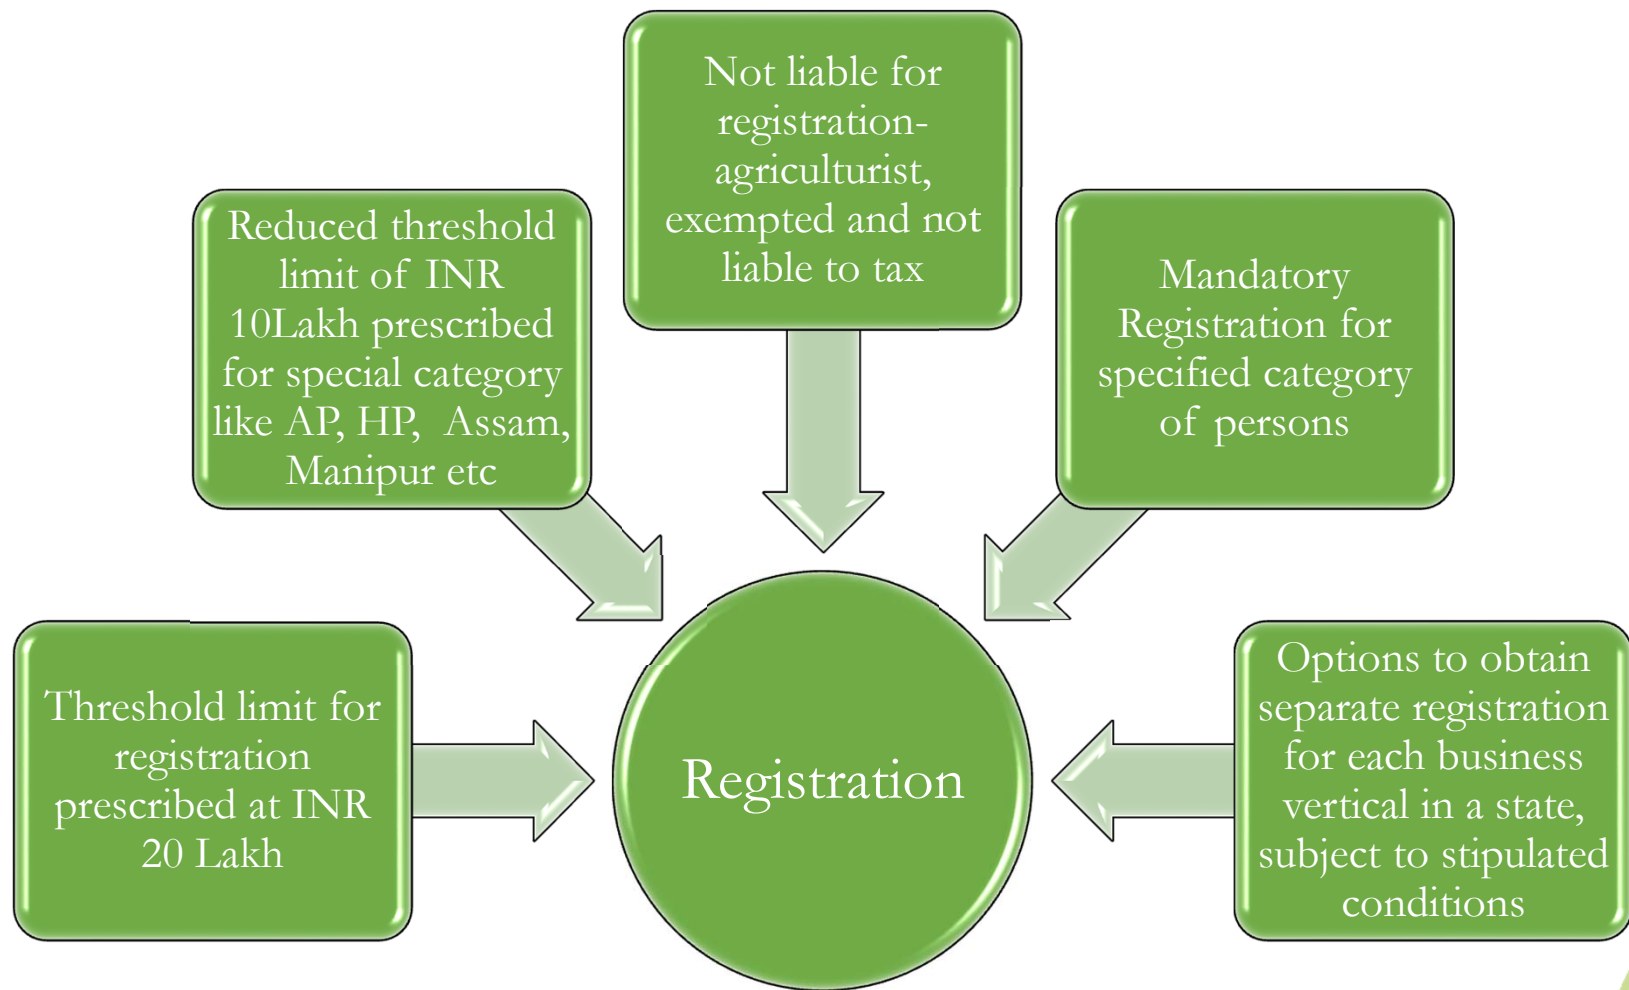 Threshold limit for
registration
prescribed at INR
20 Lakh
Reduced threshold
limit of INR
10Lakh prescribed
for special category
like AP, HP, Assam,
Manipur etc
Not liable for
registration-
agriculturist,
exempted and not
liable to tax
Mandatory
Registration for
specified category
of persons
Options to obtain
separate registration
for each business
vertical in a state,
subject to stipulated
conditions
Registration